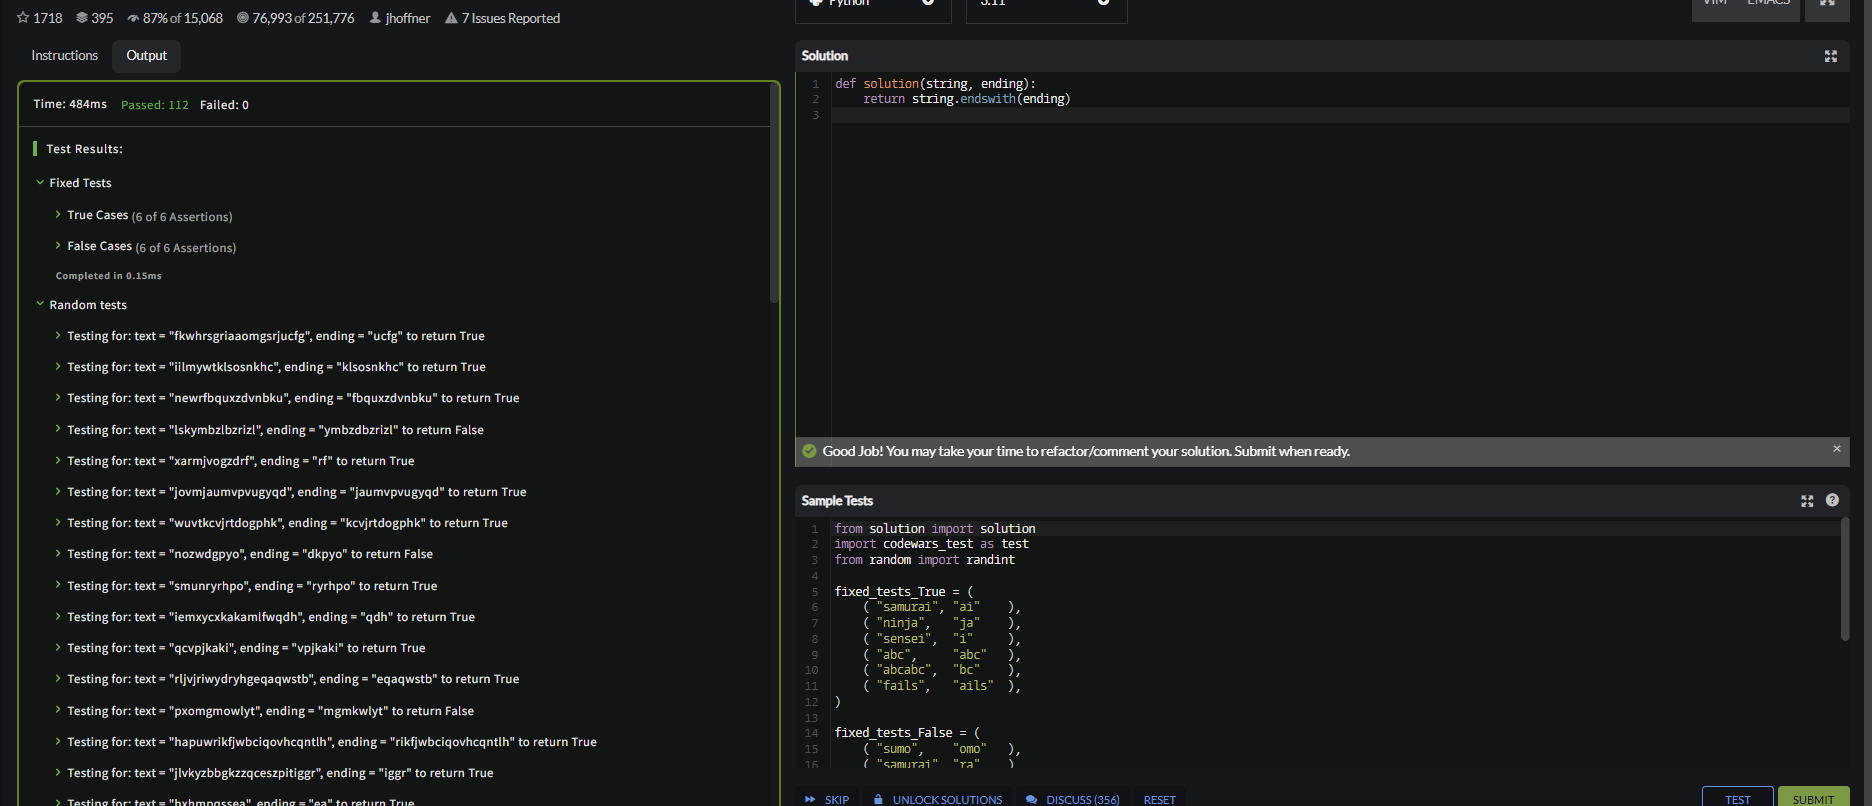 1718 395 87% of 15,068 76,993 of 251,776 jhoffner 7 Issues Reported
Python 3.11 VIM EMACS
Instructions Output
Time: 484ms Passed: 112 Failed: 0
Test Results:
Fixed Tests
True Cases (6 of 6 Assertions)
False Cases (6 of 6 Assertions)
Completed in 0.15ms
Random tests
Testing for: text = "fkwhrsgriaaomgsrjucfg", ending = "ucfg" to return True
Testing for: text = "iilmywtklsosnkhc", ending = "klsosnkhc" to return True
Testing for: text = "newrfbquxzdvnbku", ending = "fbquxzdvnbku" to return True
Testing for: text = "lskymbzlbzrizl", ending = "ymbzdbzrizl" to return False
Testing for: text = "xarmjvogzdrf", ending = "rf" to return True
Testing for: text = "jovmjaumvpvugyqd", ending = "jaumvpvugyqd" to return True
Testing for: text = "wuvtkcvjrtdogphk", ending = "kcvjrtdogphk" to return True
Testing for: text = "nozwdgpyo", ending = "dkpyo" to return False
Testing for: text = "smunryrhpo", ending = "ryrhpo" to return True
Testing for: text = "iemxycxkakamlfwqdh", ending = "qdh" to return True
Testing for: text = "qcvpjkaki", ending = "vpjkaki" to return True
Testing for: text = "rljvjriwydryhgeqaqwstb", ending = "eqaqwstb" to return True
Testing for: text = "pxomgmowlyt", ending = "mgmkwlyt" to return False
Testing for: text = "hapuwrikfjwbciqovhcqntlh", ending = "rikfjwbciqovhcqntlh" to return True
Testing for: text = "jlvkyzbbgkzzqceszpitiggr", ending = "iggr" to return True
Testing for: text = "hxhmpqssea", ending = "ea" to return True
Solution
1 def solution(string, ending):
2 return string.endswith(ending)
3
Good Job! You may take your time to refactor/comment your solution. Submit when ready.
Sample Tests
1 from solution import solution
2 import codewars_test as test
3 from random import randint
4
5 fixed_tests_True = (
6 ( "samurai", "ai" ),
7 ( "ninja", "ja" ),
8 ( "sensei", "i" ),
9 ( "abc", "abc" ),
10 ( "abcabc", "bc" ),
11 ( "fails", "ails" ),
12 )
13
14 fixed_tests_False = (
15 ( "sumo", "omo" ),
16 ( "samurai" "ra" )
SKIP UNLOCK SOLUTIONS DISCUSS (356) RESET TEST SUBMIT